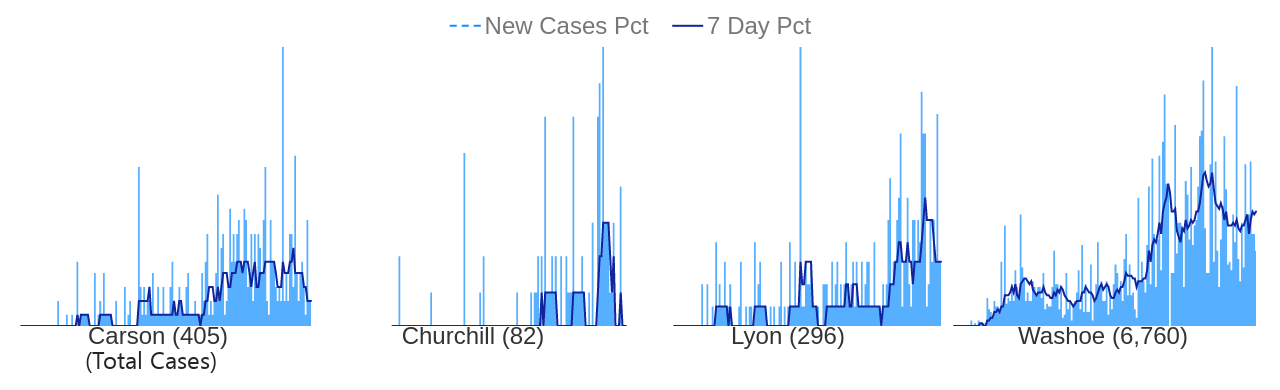 New Cases Pct 7 Day Pct
Carson (405) Churchill (82) Lyon (296) Washoe (6,760)
(Total Cases)